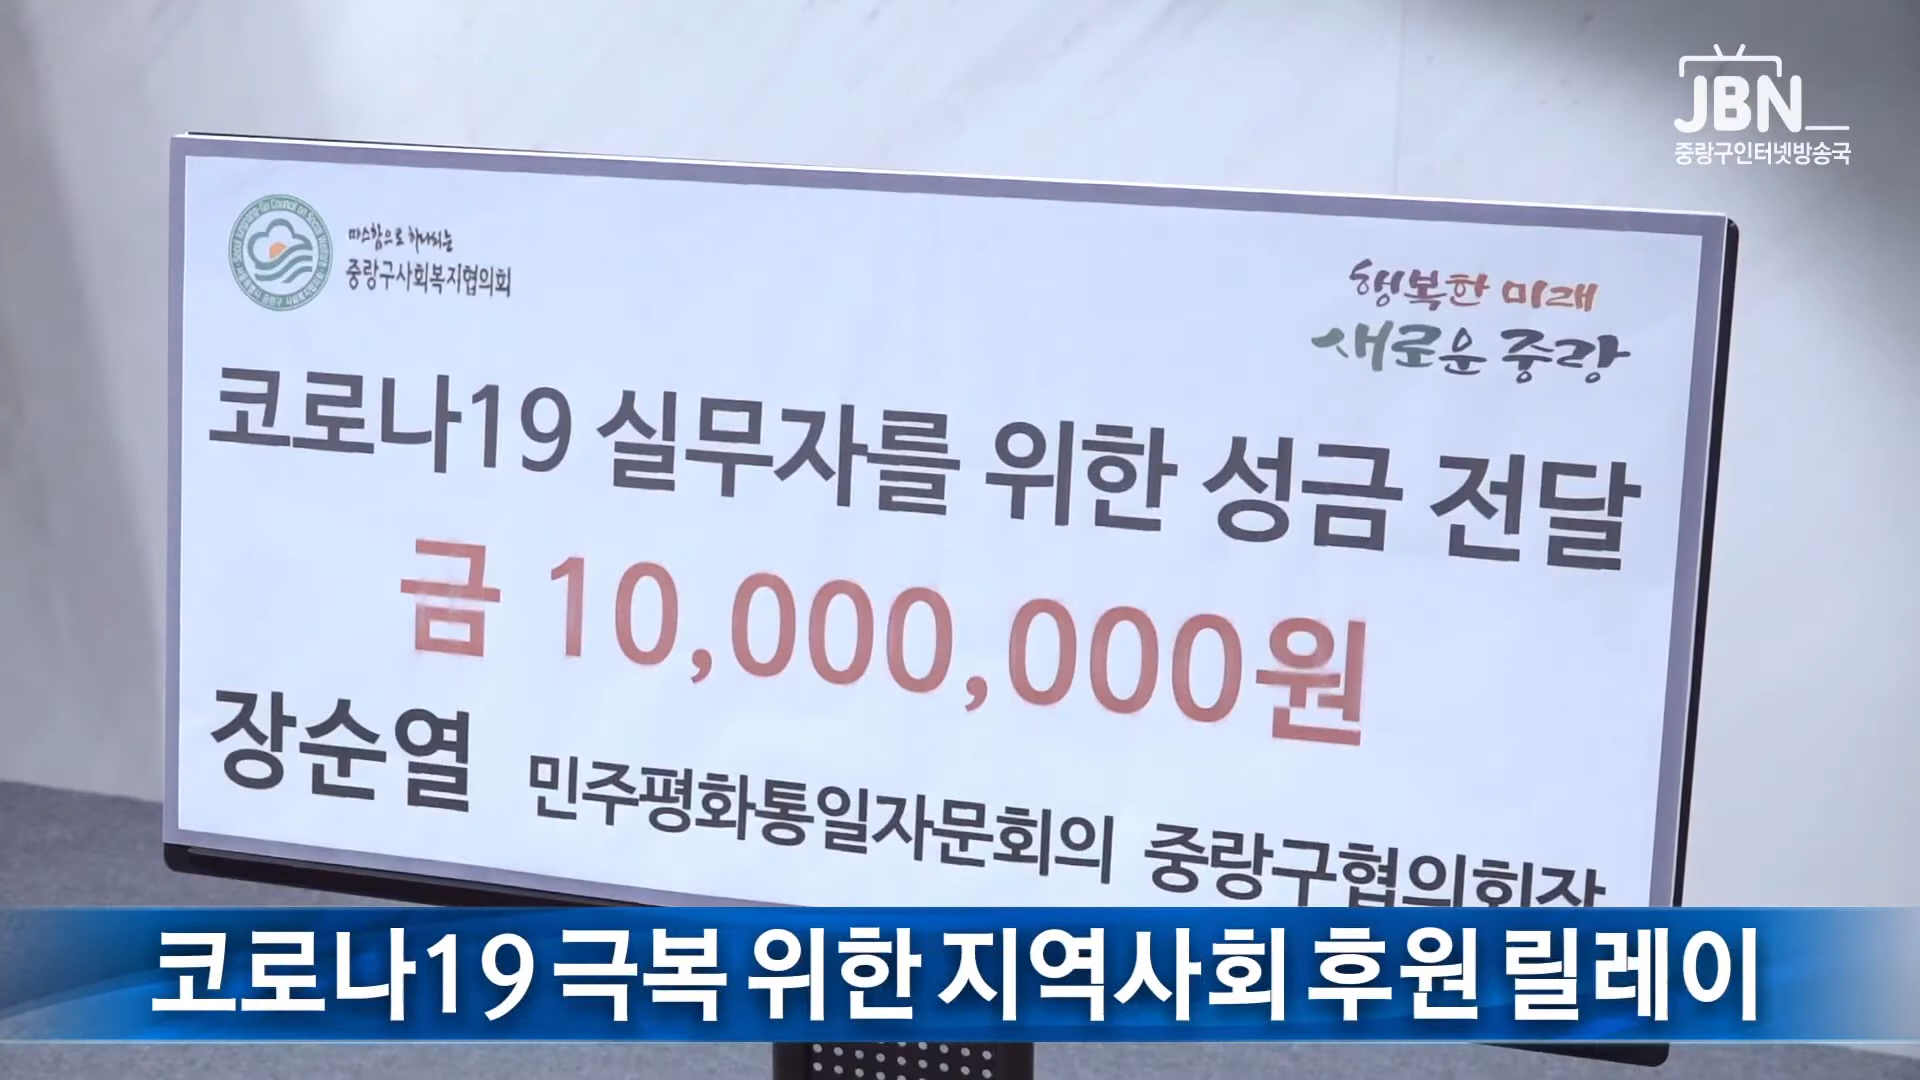 JBN
중랑구인터넷방송국
따스함으로 하나되는
중랑구사회복지협의회
행복한 미래
새로운 중랑
코로나19 실무자를 위한 성금 전달
금 10,000,000원
장순열 민주평화통일자문회의 중랑구협의회장
코로나19 극복 위한 지역사회 후원 릴레이